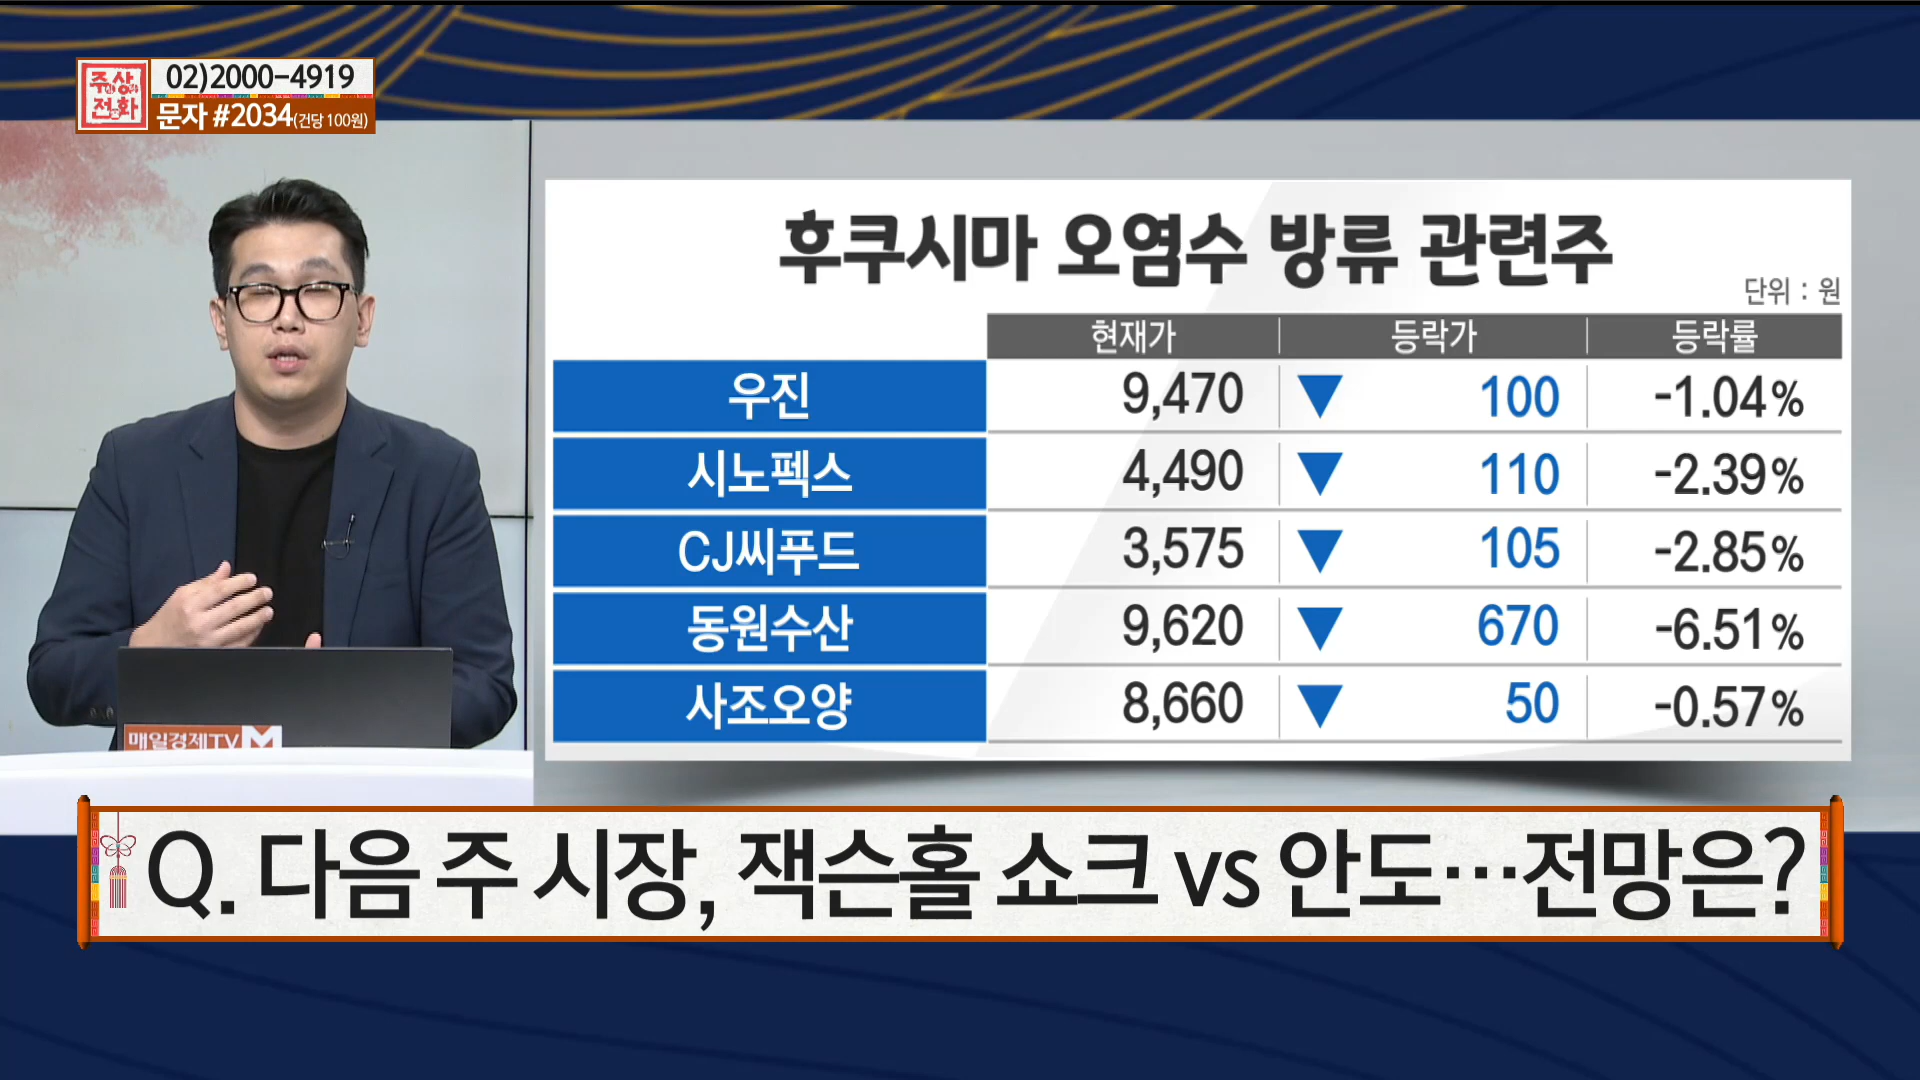 주상
전화
02)2000-4919
문자 #2034(건당 100원)
후쿠시마 오염수 방류 관련주
단위 : 원
현재가 등락가 등락률
우진 9,470 ▼ 100 -1.04%
시노펙스 4,490 ▼ 110 -2.39%
CJ씨푸드 3,575 ▼ 105 -2.85%
동원수산 9,620 ▼ 670 -6.51%
사조오양 8,660 ▼ 50 -0.57%
매일경제TV M
Q. 다음 주 시장, 잭슨홀 쇼크 vs 안도…전망은?